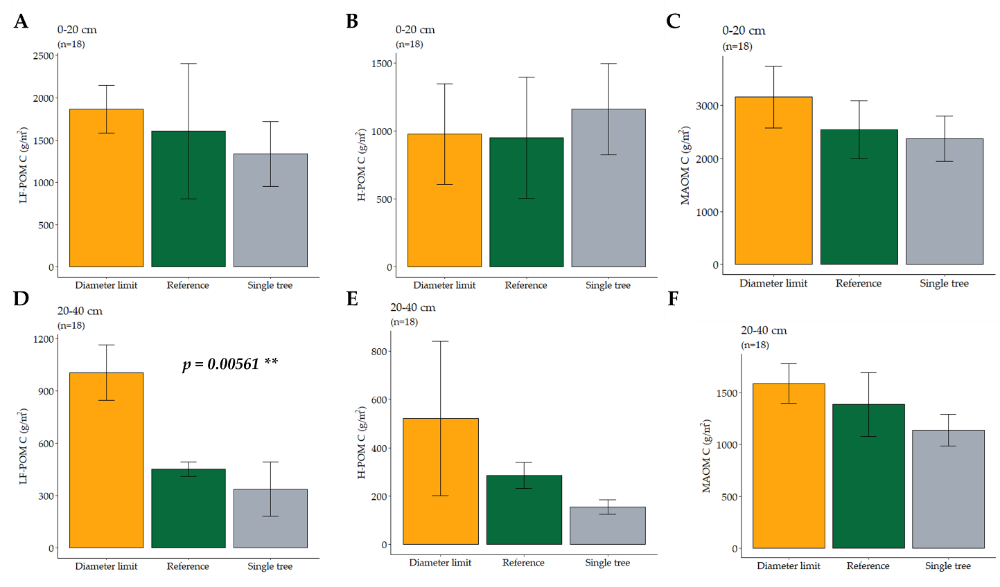 A
0-20 cm
(n=18)
LF-POM C (g/m²)
2500
2000
1500
1000
500
0
Diameter limit
Reference
Single tree
B
0-20 cm
(n=18)
H-POM C (g/m²)
1500
1000
500
0
Diameter limit
Reference
Single tree
C
0-20 cm
(n=18)
MAOM C (g/m²)
3000
2000
1000
0
Diameter limit
Reference
Single tree
D
20-40 cm
(n=18)
LF-POM C (g/m²)
1200
900
600
300
0
p = 0.00561 **
Diameter limit
Reference
Single tree
E
20-40 cm
(n=18)
H-POM C (g/m²)
800
600
400
200
0
Diameter limit
Reference
Single tree
F
20-40 cm
(n=18)
MAOM C (g/m²)
1500
1000
500
0
Diameter limit
Reference
Single tree